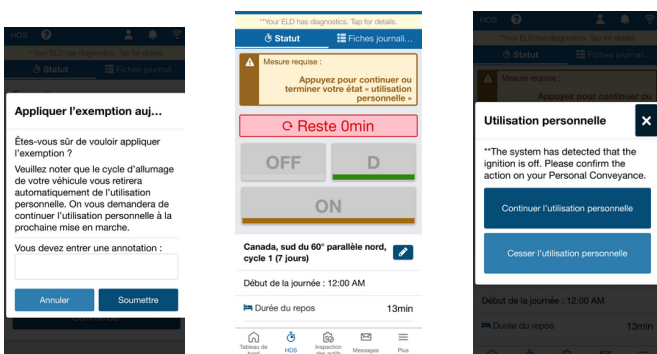 HOS
**Your ELD has diagnostics. Tap for details.
Statut
Fiches journali
Appliquer l'exemption auj…
Êtes-vous sûr de vouloir appliquer
l'exemption ?
Veuillez noter que le cycle d'allumage
de votre véhicule vous retirera
automatiquement de l'utilisation
personnelle. On vous demandera de
continuer l'utilisation personnelle à la
prochaine mise en marche.
Vous devez entrer une annotation :
Annuler
Soumettre
**Your ELD has diagnostics. Tap for details.
Statut
Fiches journali...
Mesure requise :
Appuyez pour continuer ou
terminer votre état « utilisation
personnelle »
Reste 0min
OFF
D
ON
Canada, sud du 60° parallèle nord,
cycle 1 (7 jours)
Début de la journée : 12:00 AM
Durée du repos
13min
Tableau de
bord
HOS
Inspection
des actifs
Messages
Plus
HOS
**Your ELD has diagnostics. Tap for details.
Statut
Fiches journali
Mesure requise :
Appuyez pour continuer ou
Utilisation personnelle
**The system has detected that the
ignition is off. Please confirm the
action on your Personal Conveyance.
Continuer l'utilisation personnelle
Cesser l'utilisation personnelle
Début de la journée : 12:00 AM
Durée du repos
13min